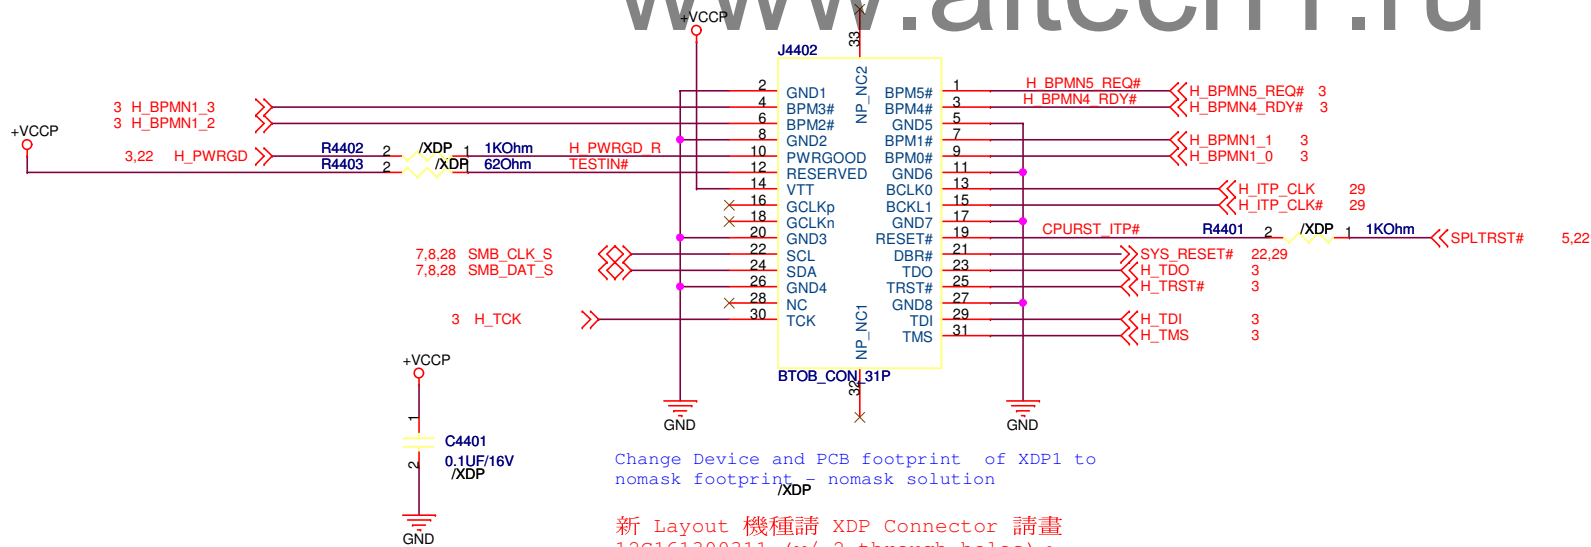 www.aitech1.ru
+VCCP
J4402
33
NP_NC2
2 GND1 BPM5# 1 H_BPMN5_REQ# H_BPMN5_REQ# 3
3 H_BPMN1_3 4 BPM3# BPM4# 3 H_BPMN4_RDY# H_BPMN4_RDY# 3
3 H_BPMN1_2 6 BPM2# GND5 5
+VCCP
8 GND2 BPM1# 7 H_BPMN1_1 3
3,22 H_PWRGD R4402 2 /XDP 1 1KOhm H_PWRGD_R 10 PWRGOOD BPM0# 9 H_BPMN1_0 3
R4403 2 /XDP 62Ohm TESTIN# 12 RESERVED GND6 11
14 VTT BCLK0 13 H_ITP_CLK 29
16 GCLKp BCKL1 15 H_ITP_CLK# 29
18 GCLKn GND7 17
20 GND3 RESET# 19 CPURST_ITP# R4401 2 /XDP 1 1KOhm SPLTRST# 5,22
7,8,28 SMB_CLK_S 22 SCL DBR# 21 SYS_RESET# 22,29
7,8,28 SMB_DAT_S 24 SDA TDO 23 H_TDO 3
26 GND4 TRST# 25 H_TRST# 3
28 NC GND8 27
3 H_TCK 30 TCK TDI 29 H_TDI 3
TMS 31 H_TMS 3
NP_NC1
BTOB_CON_31P
32
GND
GND
+VCCP
1
C4401
2 0.1UF/16V
/XDP
GND
Change Device and PCB footprint of XDP1 to
nomask footprint - nomask solution
/XDP
新 Layout 機種請 XDP Connector 請畫